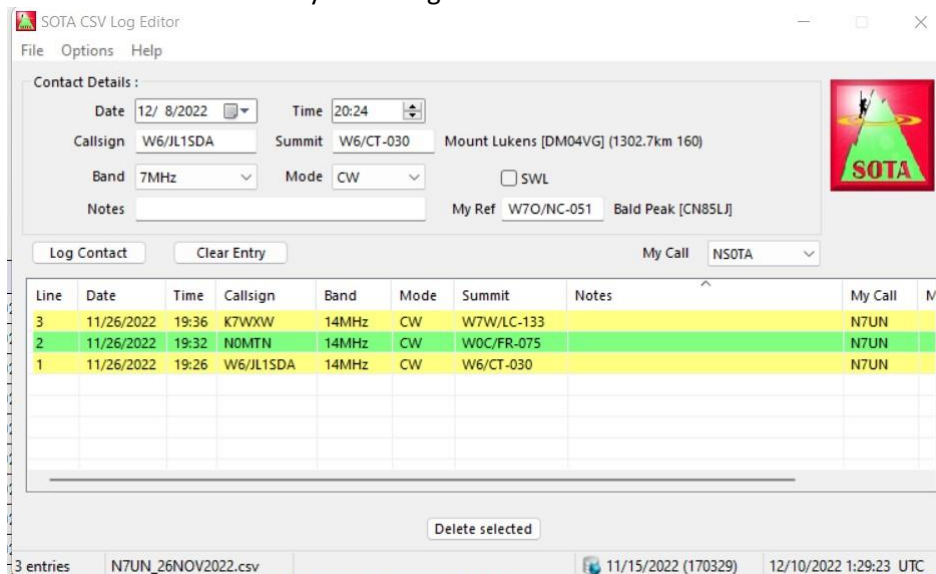 SOTA CSV Log Editor
File Options Help
Contact Details :
Date 12/ 8/2022 Time 20:24
Callsign W6/JL1SDA Summit W6/CT-030 Mount Lukens [DM04VG] (1302.7km 160)
Band 7MHz Mode CW SWL
Notes My Ref W7O/NC-051 Bald Peak [CN85LJ]
SOTA
Log Contact Clear Entry My Call NS0TA
Line Date Time Callsign Band Mode Summit Notes My Call M
3 11/26/2022 19:36 K7WXW 14MHz CW W7W/LC-133 N7UN
2 11/26/2022 19:32 N0MTN 14MHz CW W0C/FR-075 N7UN
1 11/26/2022 19:26 W6/JL1SDA 14MHz CW W6/CT-030 N7UN
Delete selected
3 entries N7UN_26NOV2022.csv 11/15/2022 (170329) 12/10/2022 1:29:23 UTC